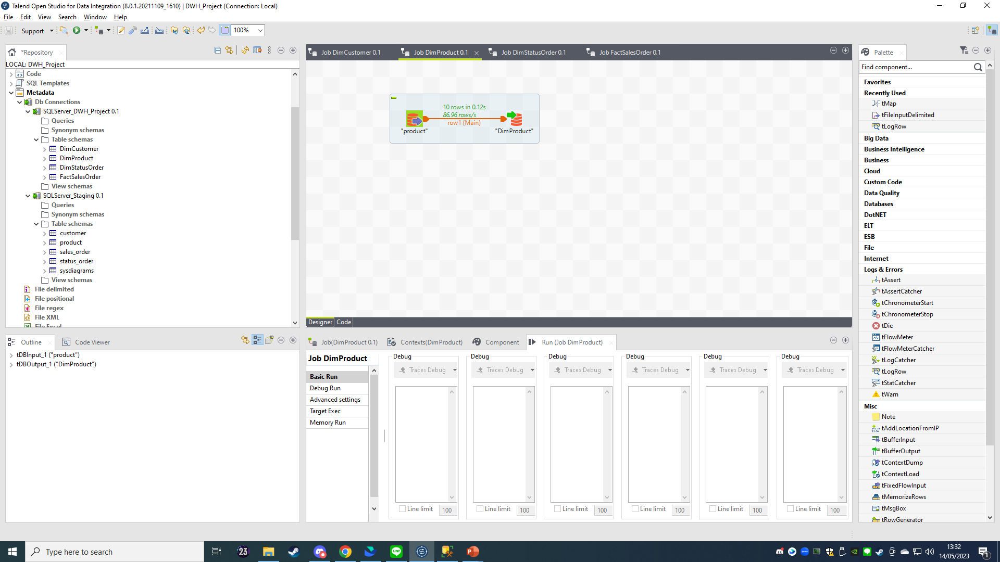 Talend Open Studio for Data Integration (8.0.1.20211109_1610) | DWH_Project (Connection: Local)
File Edit View Search Window Help
Support 100%
*Repository
LOCAL: DWH_Project
Code
SQL Templates
Metadata
Db Connections
SQLServer_DWH_Project 0.1
Queries
Synonym schemas
Table schemas
DimCustomer
DimProduct
DimStatusOrder
FactSalesOrder
View schemas
SQLServer_Staging 0.1
Queries
Synonym schemas
Table schemas
customer
product
sales_order
status_order
sysdiagrams
View schemas
File delimited
File positional
File regex
File XML
File Excel
Job DimCustomer 0.1 Job DimProduct 0.1 Job DimStatusOrder 0.1 Job FactSalesOrder 0.1
10 rows in 0.12s
86.96 rows/s
row1 (Main)
"product" "DimProduct"
Designer Code
Palette
Find component...
Favorites
Recently Used
tMap
tFileInputDelimited
tLogRow
Big Data
Business Intelligence
Business
Cloud
Custom Code
Data Quality
Databases
DotNET
ELT
ESB
File
Internet
Logs & Errors
tAssert
tAssertCatcher
tChronometerStart
tChronometerStop
tDie
tFlowMeter
tFlowMeterCatcher
tLogCatcher
tLogRow
tStatCatcher
tWarn
Misc
Note
tAddLocationFromIP
tBufferInput
tBufferOutput
tContextDump
tContextLoad
tFixedFlowInput
tMemorizeRows
tMsgBox
tRowGenerator
Outline Code Viewer
tDBInput_1 ("product")
tDBOutput_1 ("DimProduct")
Job(DimProduct 0.1) Contexts(DimProduct) Component Run (Job DimProduct)
Job DimProduct
Basic Run
Debug Run
Advanced settings
Target Exec
Memory Run
Debug Debug Debug Debug Debug Debug
Traces Debug Traces Debug Traces Debug Traces Debug Traces Debug Traces Debug
Line limit 100 Line limit 100 Line limit 100 Line limit 100 Line limit 100 Line limit 100
Type here to search
'23
LINE
13:32
14/05/2023
1